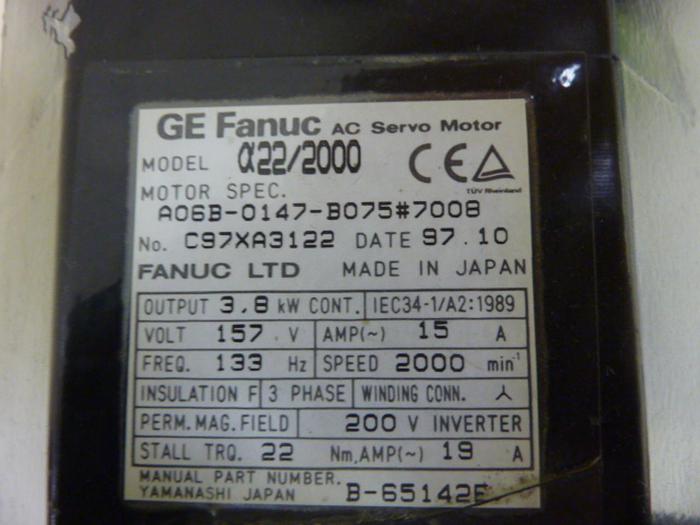 GE Fanuc AC Servo Motor
MODEL α22/2000
CE
TÜV Rheinland
MOTOR SPEC.
A06B-0147-B075#7008
No. C97XA3122 DATE 97.10
FANUC LTD MADE IN JAPAN
OUTPUT 3.8 kW CONT. IEC34-1/A2:1989
VOLT 157 V AMP(~) 15 A
FREQ. 133 Hz SPEED 2000 min⁻¹
INSULATION F 3 PHASE WINDING CONN. 人
PERM.MAG.FIELD 200 V INVERTER
STALL TRQ. 22 Nm,AMP(~) 19 A
MANUAL PART NUMBER.
YAMANASHI JAPAN B-65142E